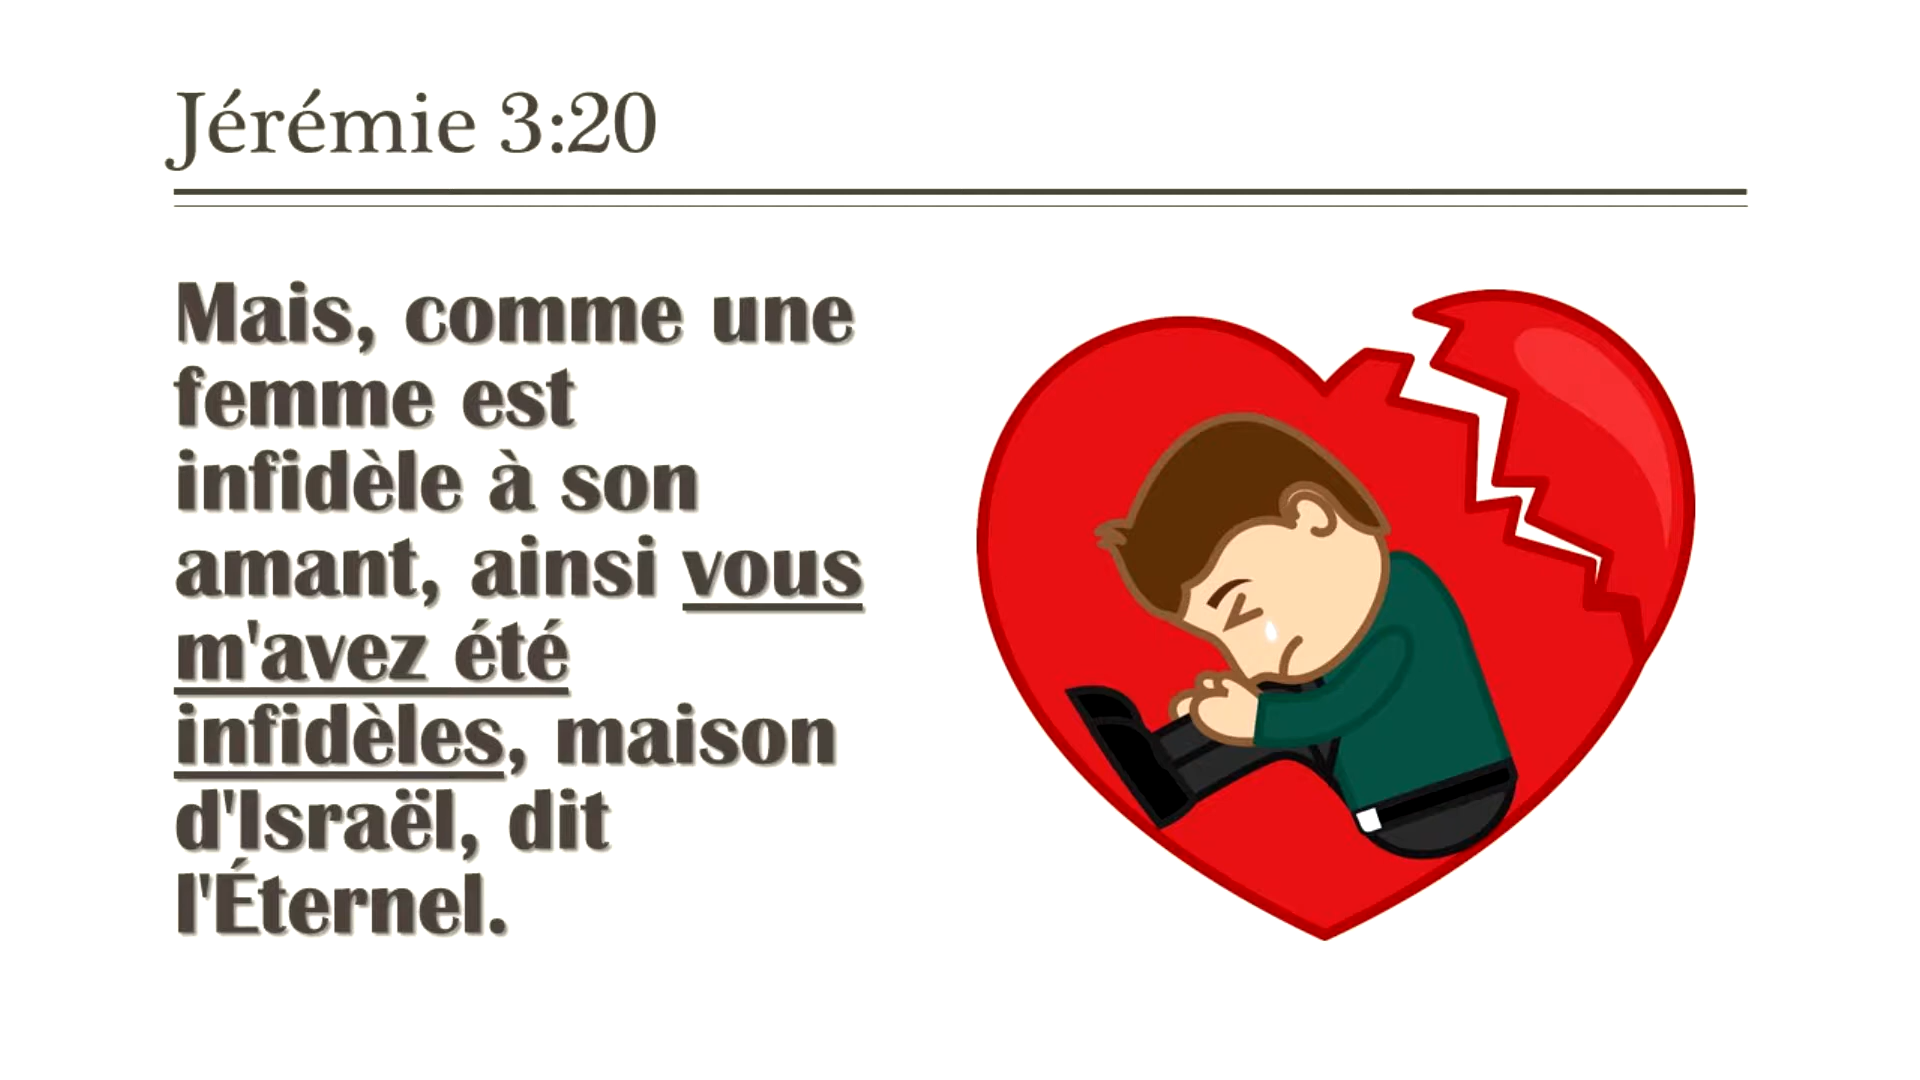 Jérémie 3:20
Mais, comme une
femme est
infidèle à son
amant, ainsi vous
m'avez été
infidèles, maison
d'Israël, dit
l'Éternel.